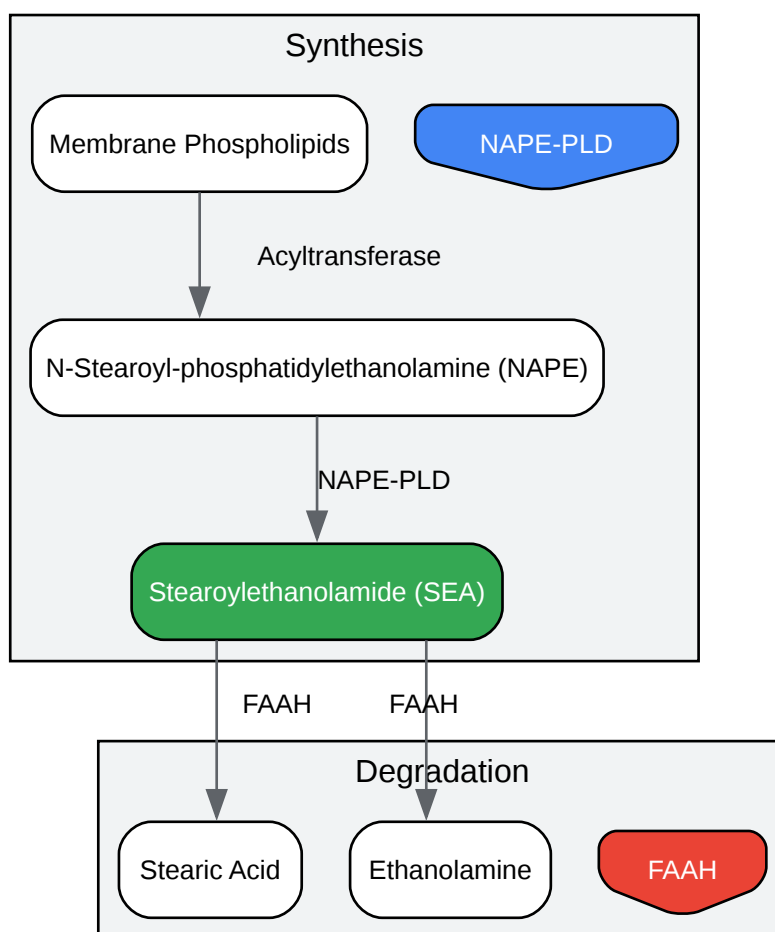 Synthesis
Membrane Phospholipids
NAPE-PLD
Acyltransferase
N-Stearoyl-phosphatidylethanolamine (NAPE)
NAPE-PLD
Stearoylethanolamide (SEA)
FAAH
FAAH
Degradation
Stearic Acid
Ethanolamine
FAAH